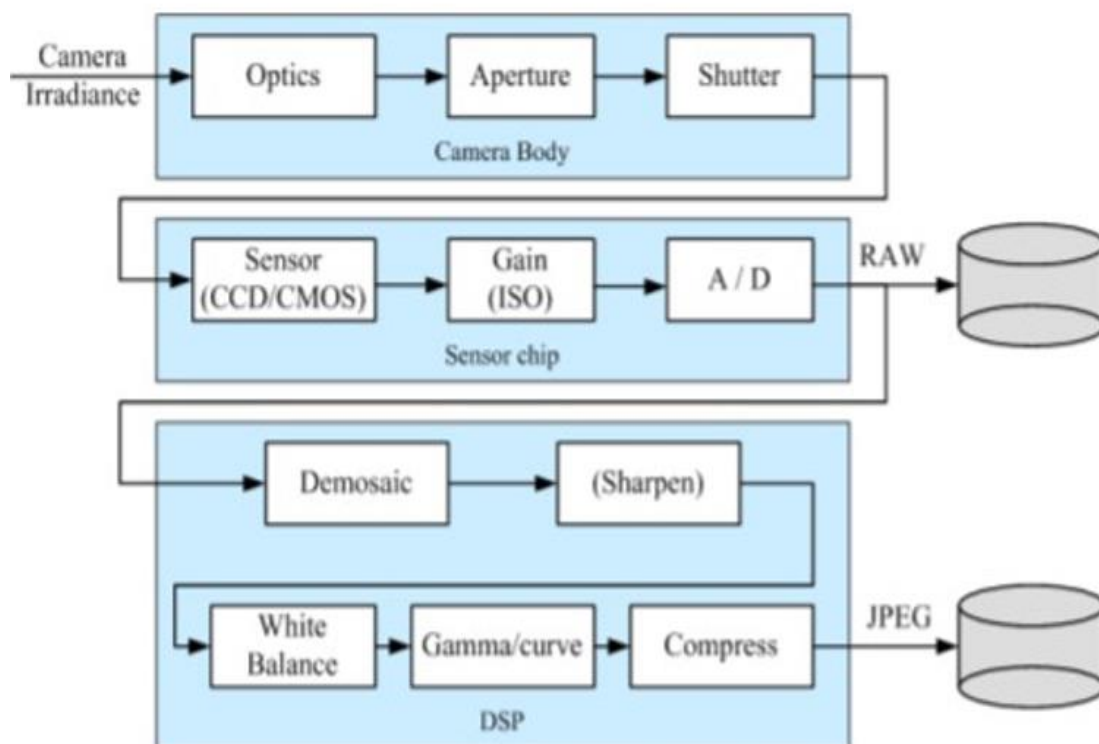 Camera
Irradiance
Optics
Aperture
Shutter
Camera Body
Sensor
(CCD/CMOS)
Gain
(ISO)
A / D
RAW
Sensor chip
Demosaic
(Sharpen)
White
Balance
Gamma/curve
Compress
JPEG
DSP